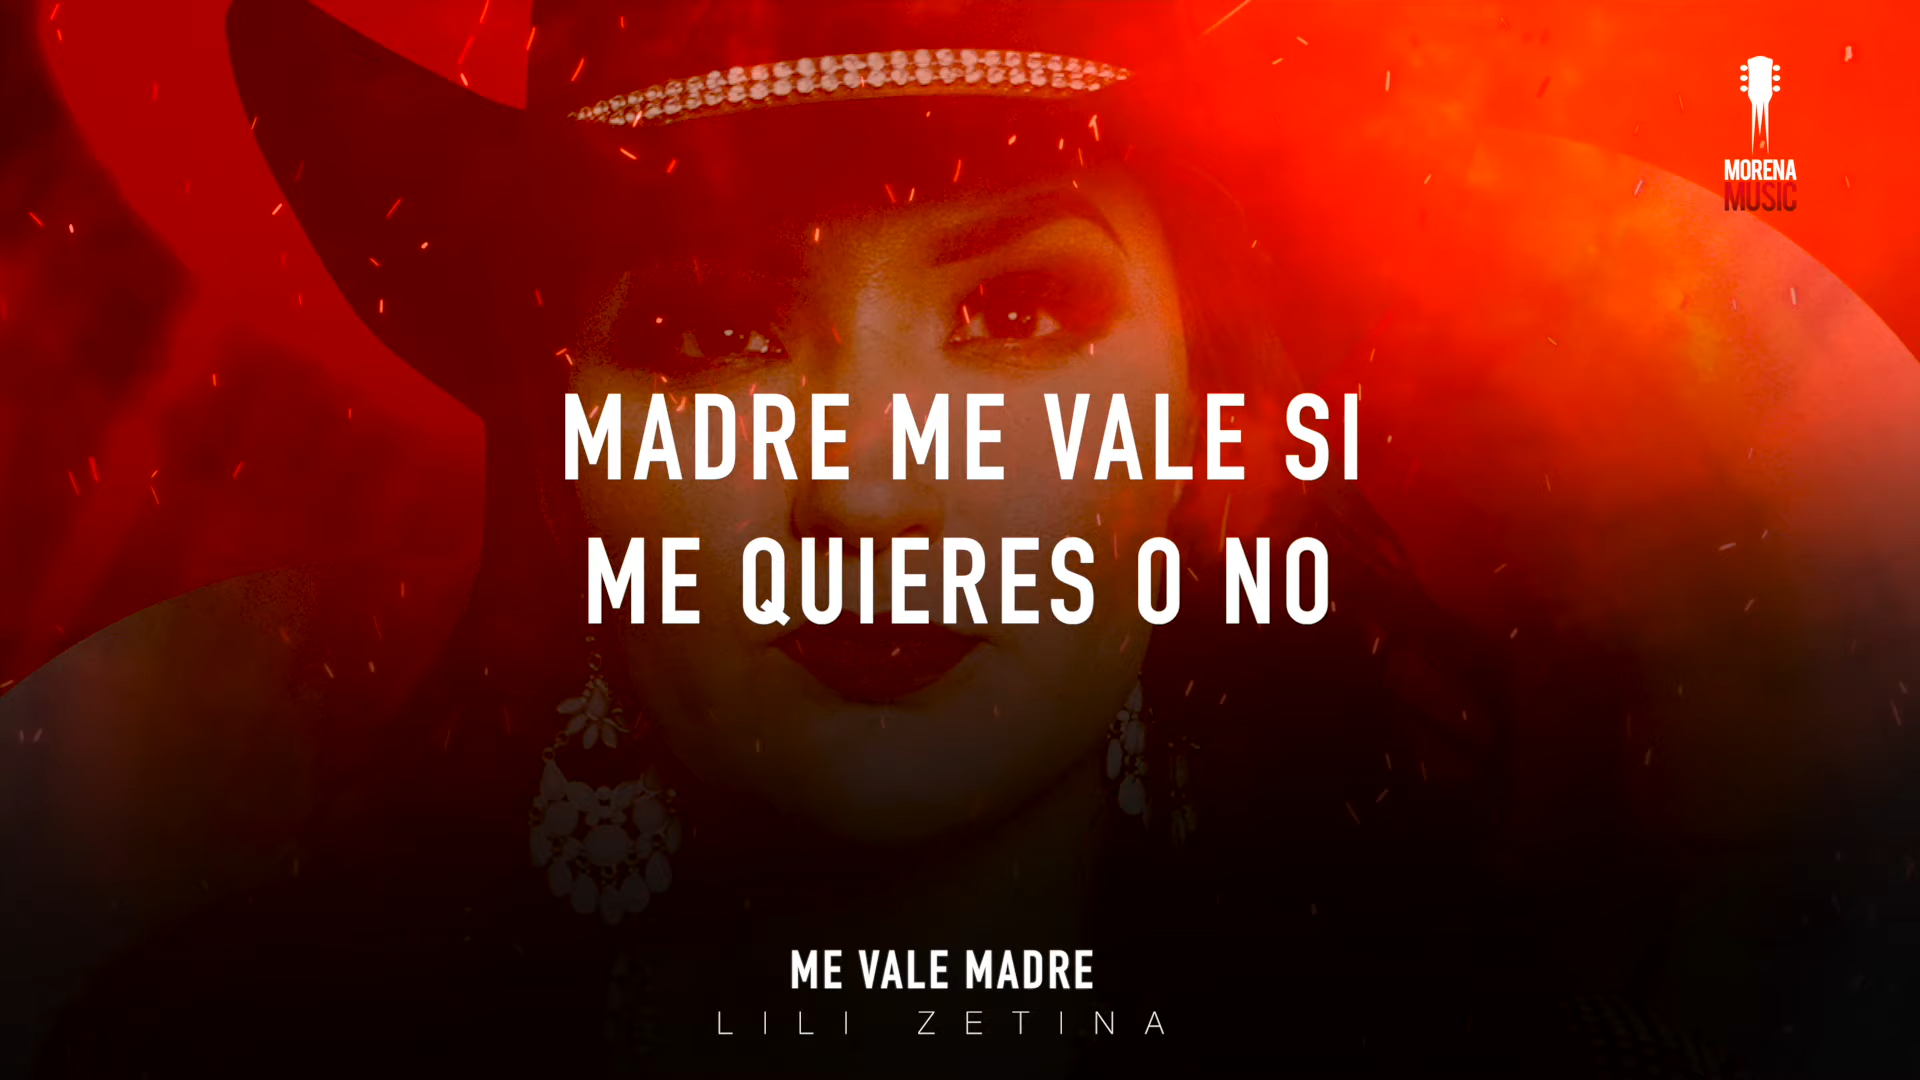 MORENA
MUSIC
MADRE ME VALE SI
ME QUIERES O NO
ME VALE MADRE
LILI ZETINA